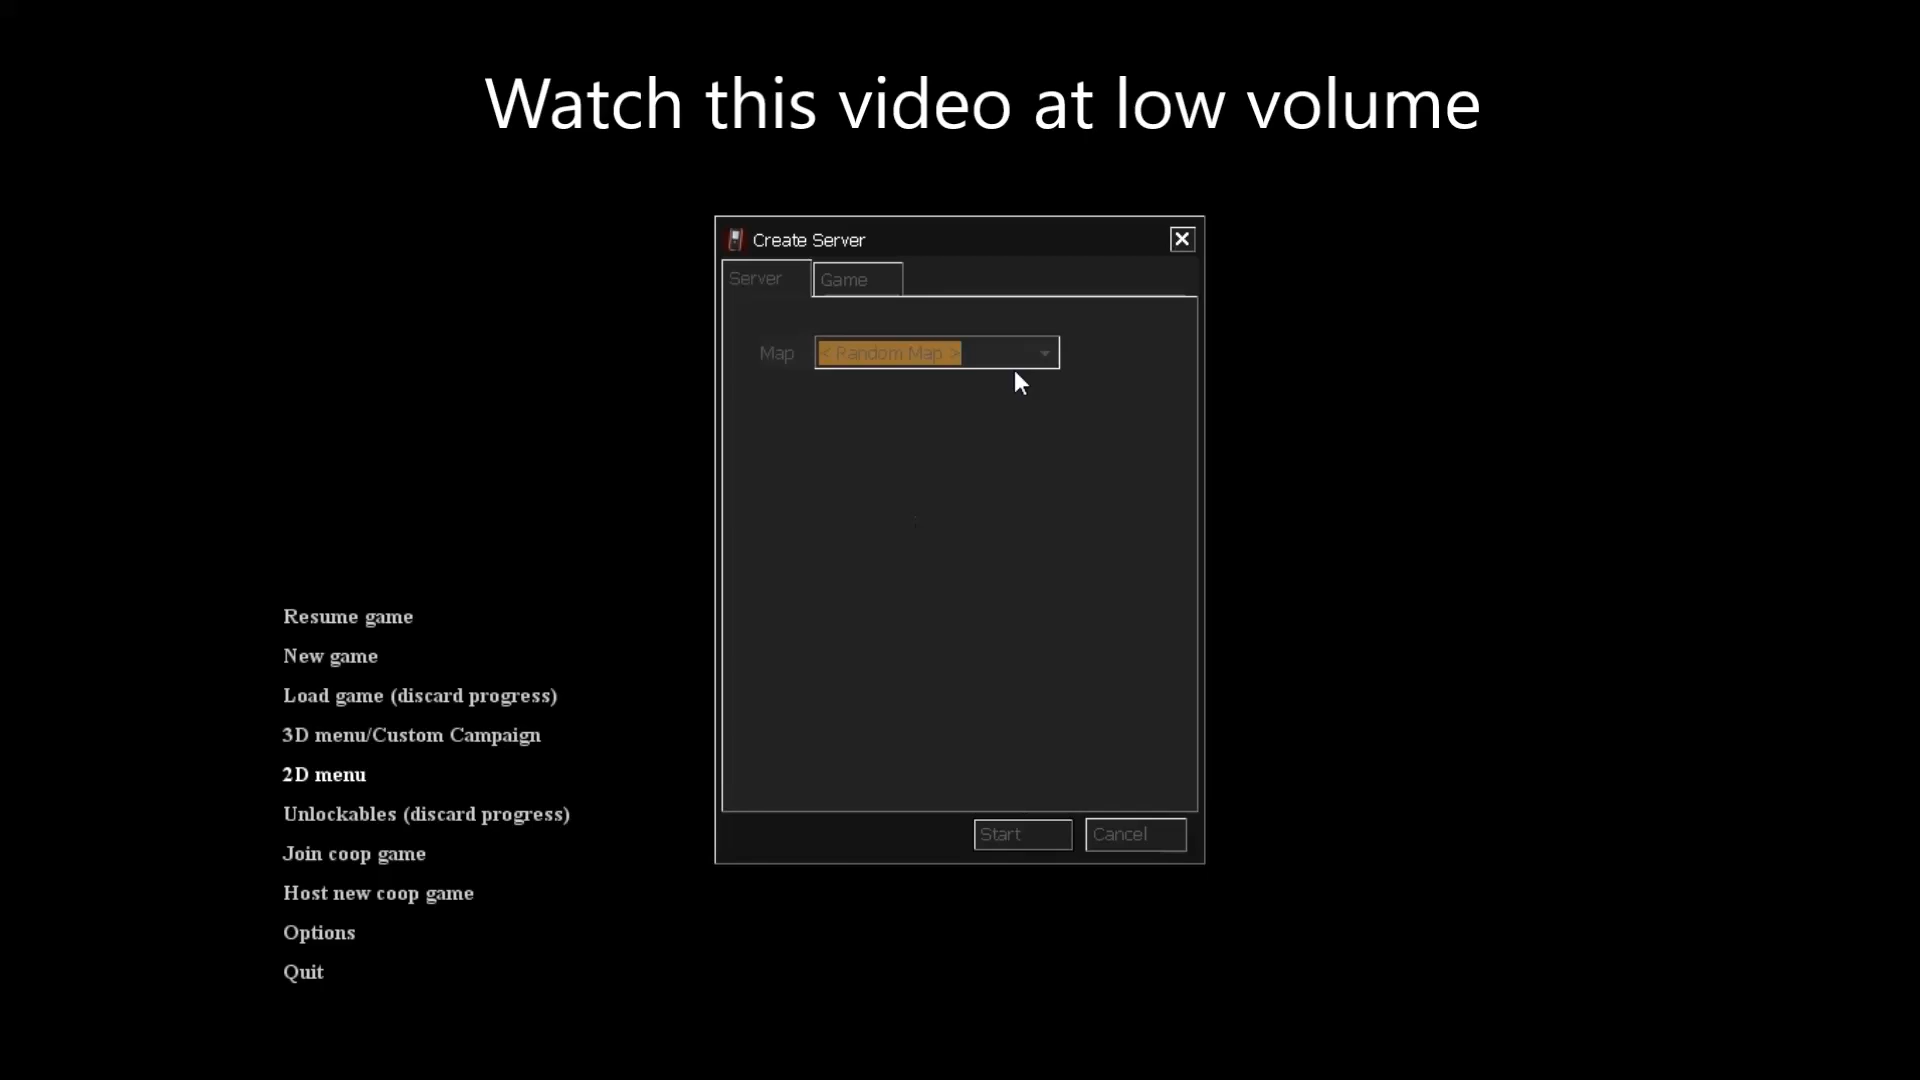 Watch this video at low volume
Create Server
Server
Game
Map
< Random Map >
Resume game
New game
Load game (discard progress)
3D menu/Custom Campaign
2D menu
Unlockables (discard progress)
Start
Cancel
Join coop game
Host new coop game
Options
Quit